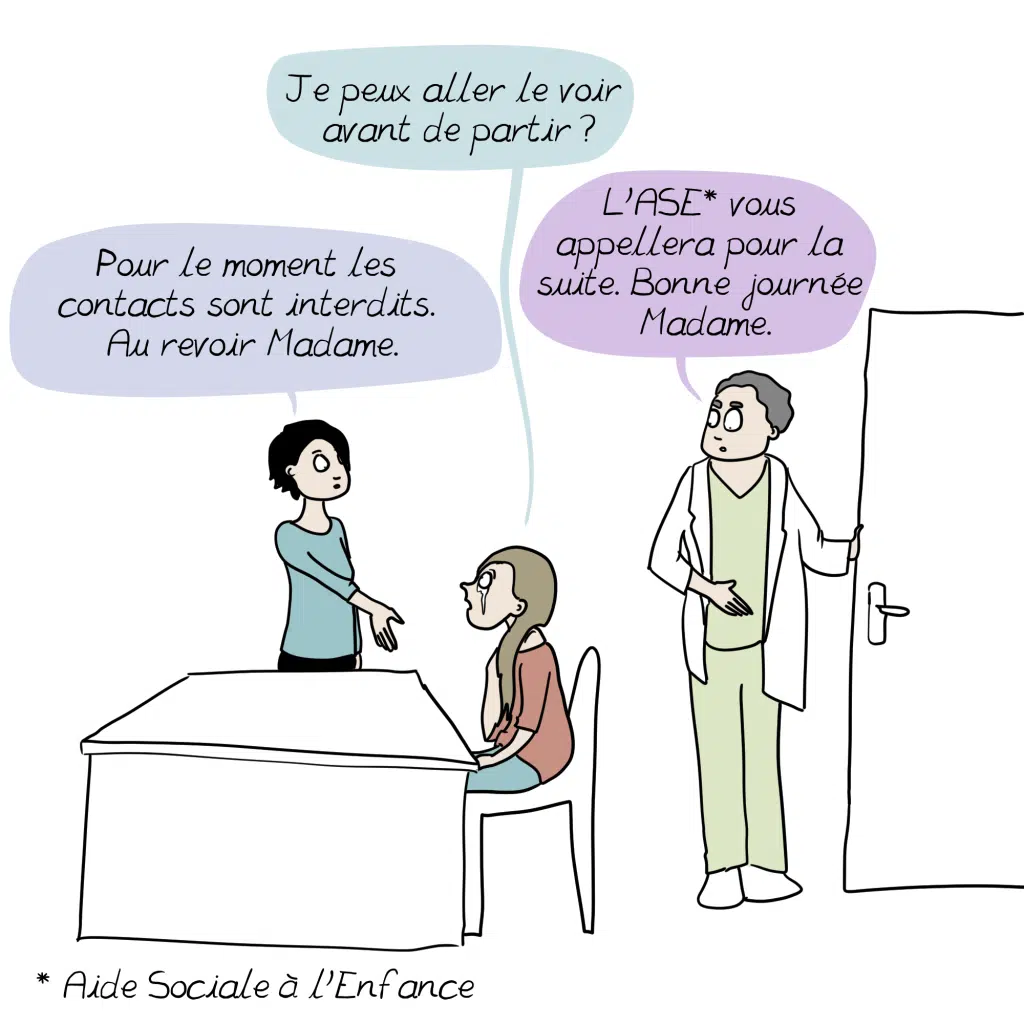 Je peux aller le voir
avant de partir ?
Pour le moment les
contacts sont interdits.
Au revoir Madame.
L'ASE* vous
appellera pour la
suite. Bonne journée
Madame.
* Aide Sociale à l'Enfance